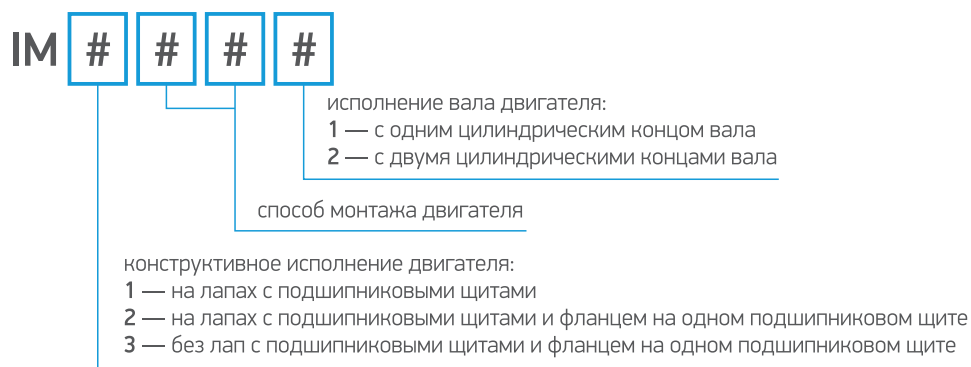 IM # # # #
исполнение вала двигателя:
1 — с одним цилиндрическим концом вала
2 — с двумя цилиндрическими концами вала
способ монтажа двигателя
конструктивное исполнение двигателя:
1 — на лапах с подшипниковыми щитами
2 — на лапах с подшипниковыми щитами и фланцем на одном подшипниковом щите
3 — без лап с подшипниковыми щитами и фланцем на одном подшипниковом щите